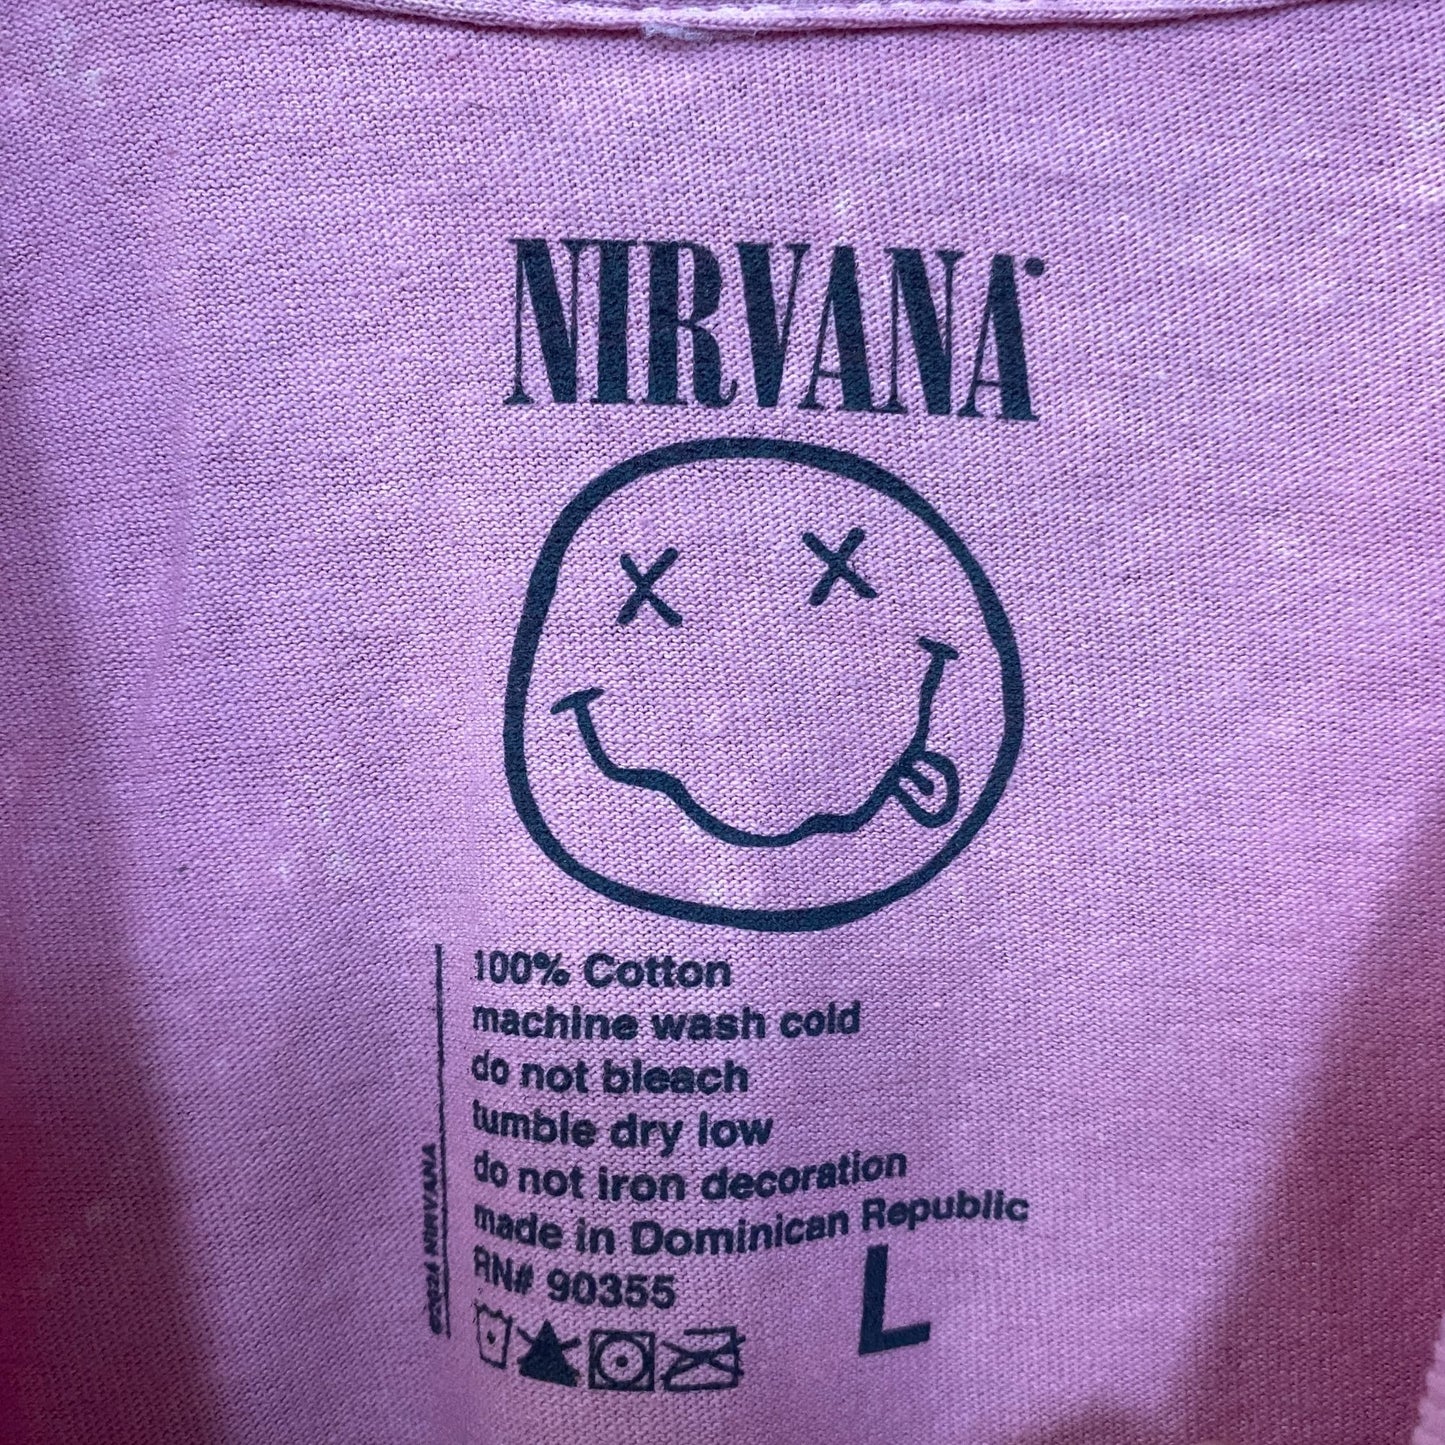 NIRVANA
100% Cotton
machine wash cold
do not bleach
tumble dry low
do not iron decoration
made in Dominican Republic
RN# 90355
L
NIRVANA